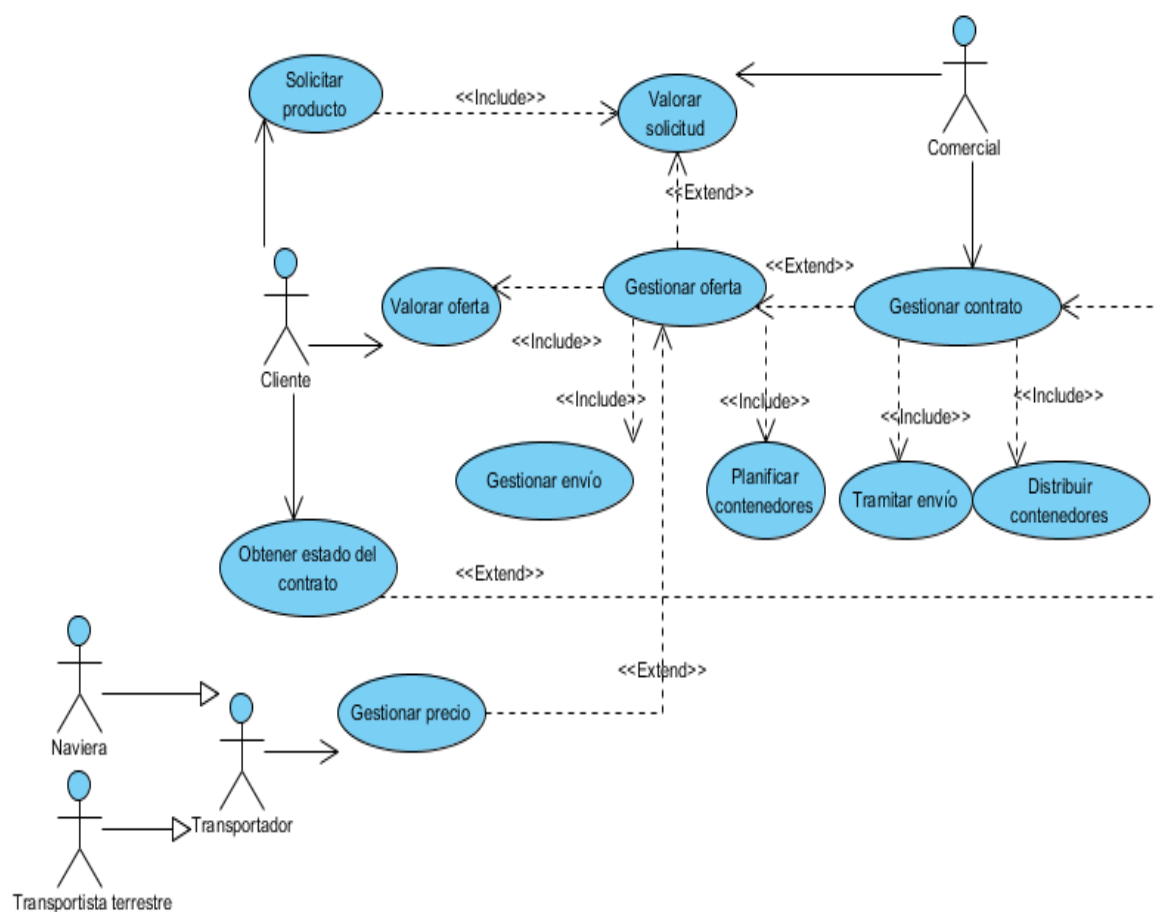 Solicitar
producto
<<Include>>
Valorar
solicitud
Comercial
<<Extend>>
Cliente
Valorar oferta
<<Include>>
Gestionar oferta
<<Extend>>
Gestionar contrato
<<Include>>
<<Include>>
<<Include>>
<<Include>>
Gestionar envío
Planificar
contenedores
Tramitar envío
Distribuir
contenedores
Obtener estado del
contrato
<<Extend>>
Naviera
Gestionar precio
<<Extend>>
Transportador
Transportista terrestre